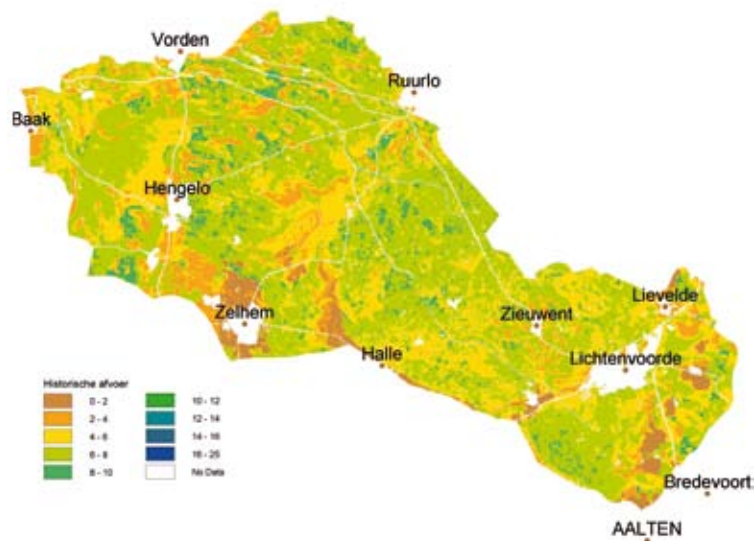 Vorden
Ruurlo
Baak
Hengelo
Lievelde
Zelhem
Zieuwent
Halle
Lichtenvoorde
Historische afvoer
0 - 2
10 - 12
2 - 4
12 - 14
4 - 6
14 - 16
6 - 8
16 - 25
8 - 10
No Data
Bredevoort
AALTEN